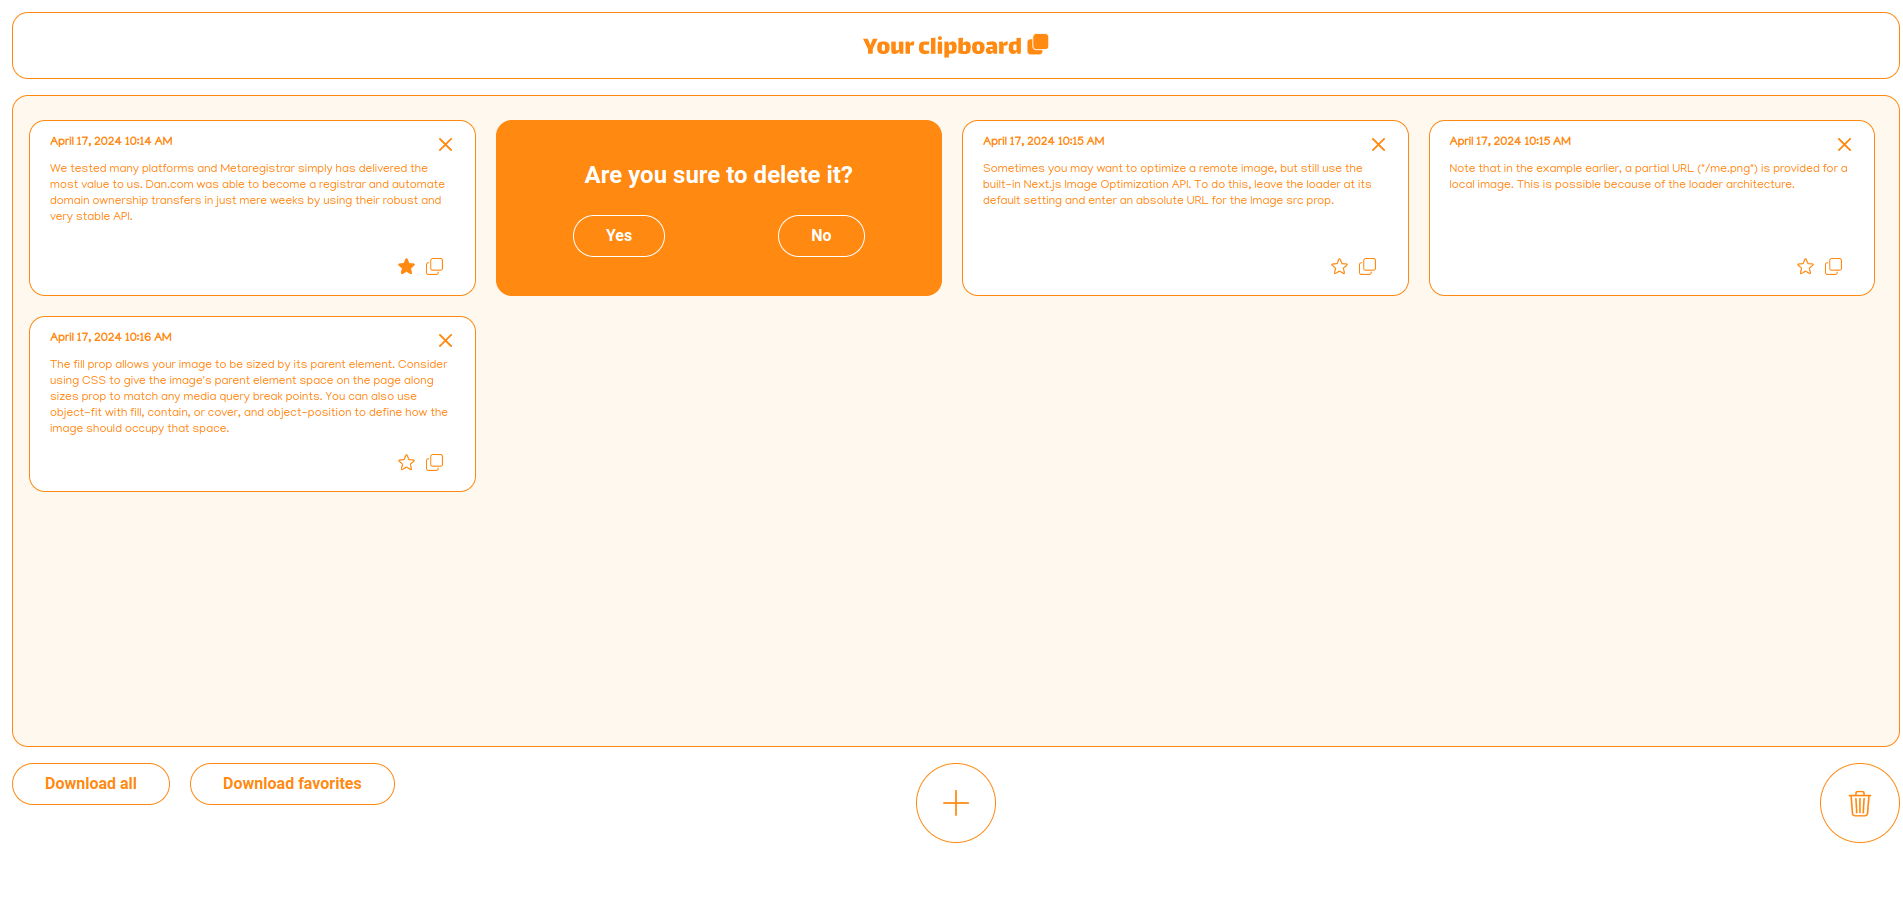 Your clipboard
April 17, 2024 10:14 AM
We tested many platforms and Metaregistrar simply has delivered the
most value to us. Dan.com was able to become a registrar and automate
domain ownership transfers in just mere weeks by using their robust and
very stable API.
Are you sure to delete it?
Yes
No
April 17, 2024 10:15 AM
Sometimes you may want to optimize a remote image, but still use the
built-in Next.js Image Optimization API. To do this, leave the loader at its
default setting and enter an absolute URL for the Image src prop.
April 17, 2024 10:15 AM
Note that in the example earlier, a partial URL ("/me.png") is provided for a
local image. This is possible because of the loader architecture.
April 17, 2024 10:16 AM
The fill prop allows your image to be sized by its parent element. Consider
using CSS to give the image's parent element space on the page along
sizes prop to match any media query break points. You can also use
object-fit with fill, contain, or cover, and object-position to define how the
image should occupy that space.
Download all
Download favorites